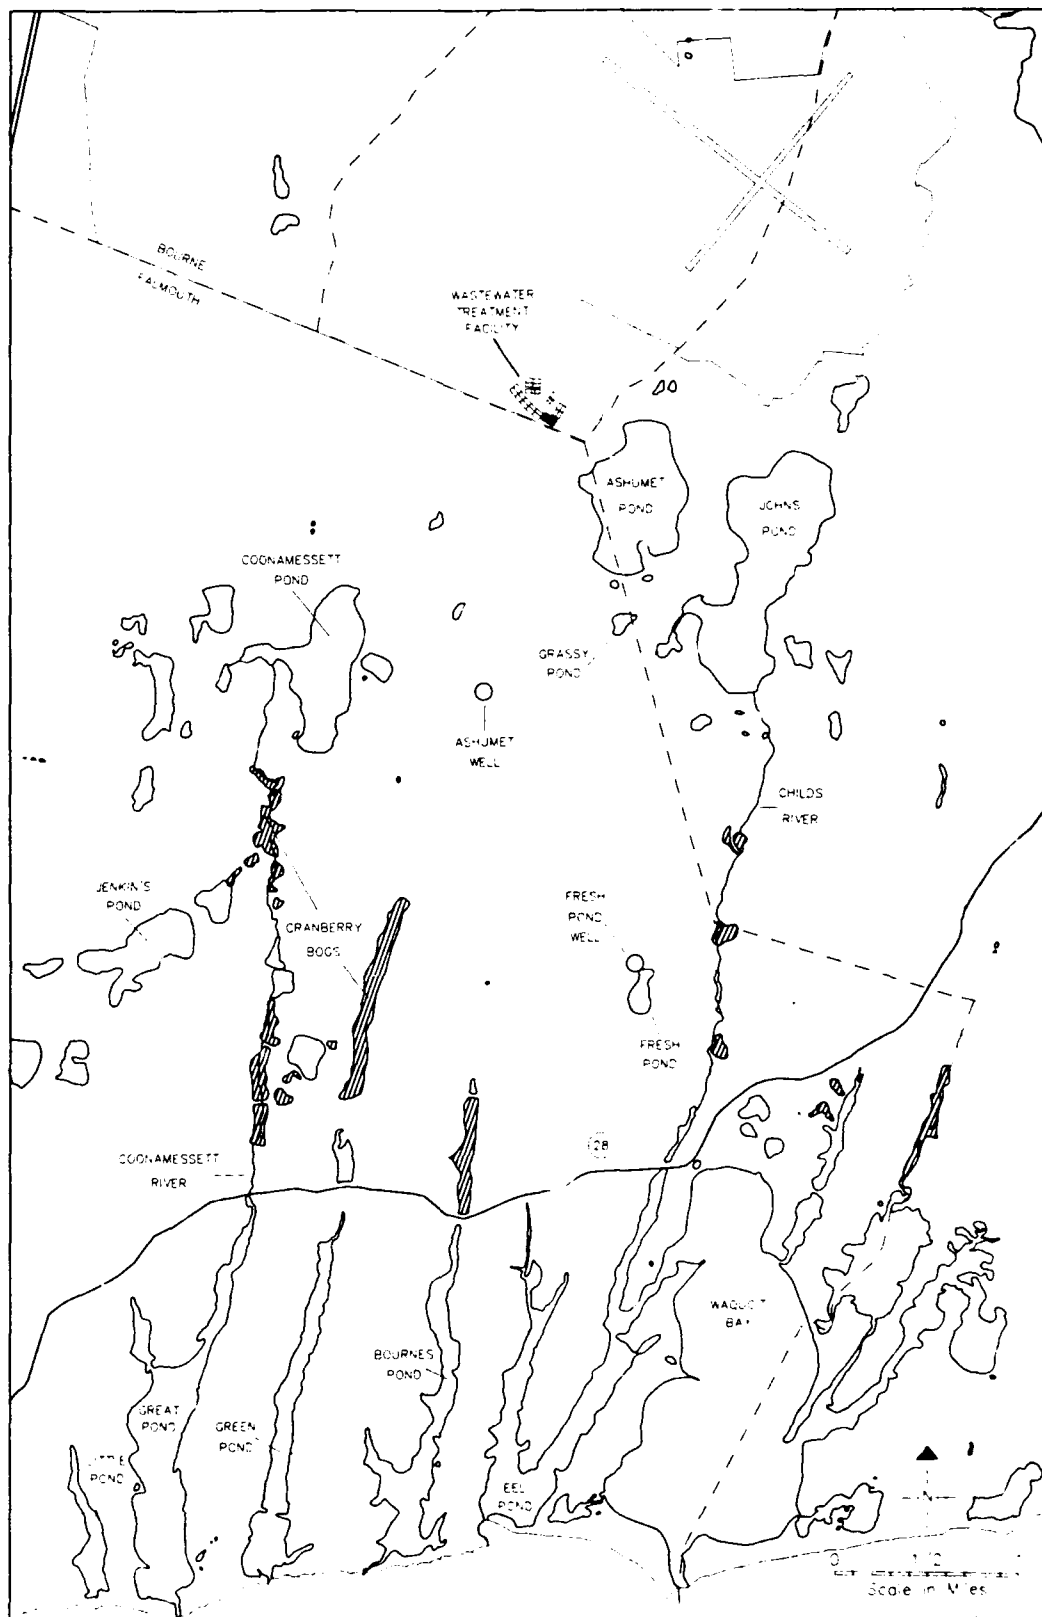 BOURNE
FALMOUTH
WASTEWATER
TREATMENT
FACILITY
ASHUMET
POND
JOHNS
POND
COONAMESSETT
POND
GRASSY
POND
ASHUMET
WELL
CHILDS
RIVER
JENKIN'S
POND
CRANBERRY
BOGS
FRESH
POND
WELL
FRESH
POND
COONAMESSETT
RIVER
28
WAQUOIT
BAY
BOURNES
POND
GREAT
POND
GREEN
POND
LITTLE
POND
EEL
POND
N
0 1/2 1
Scale in Miles